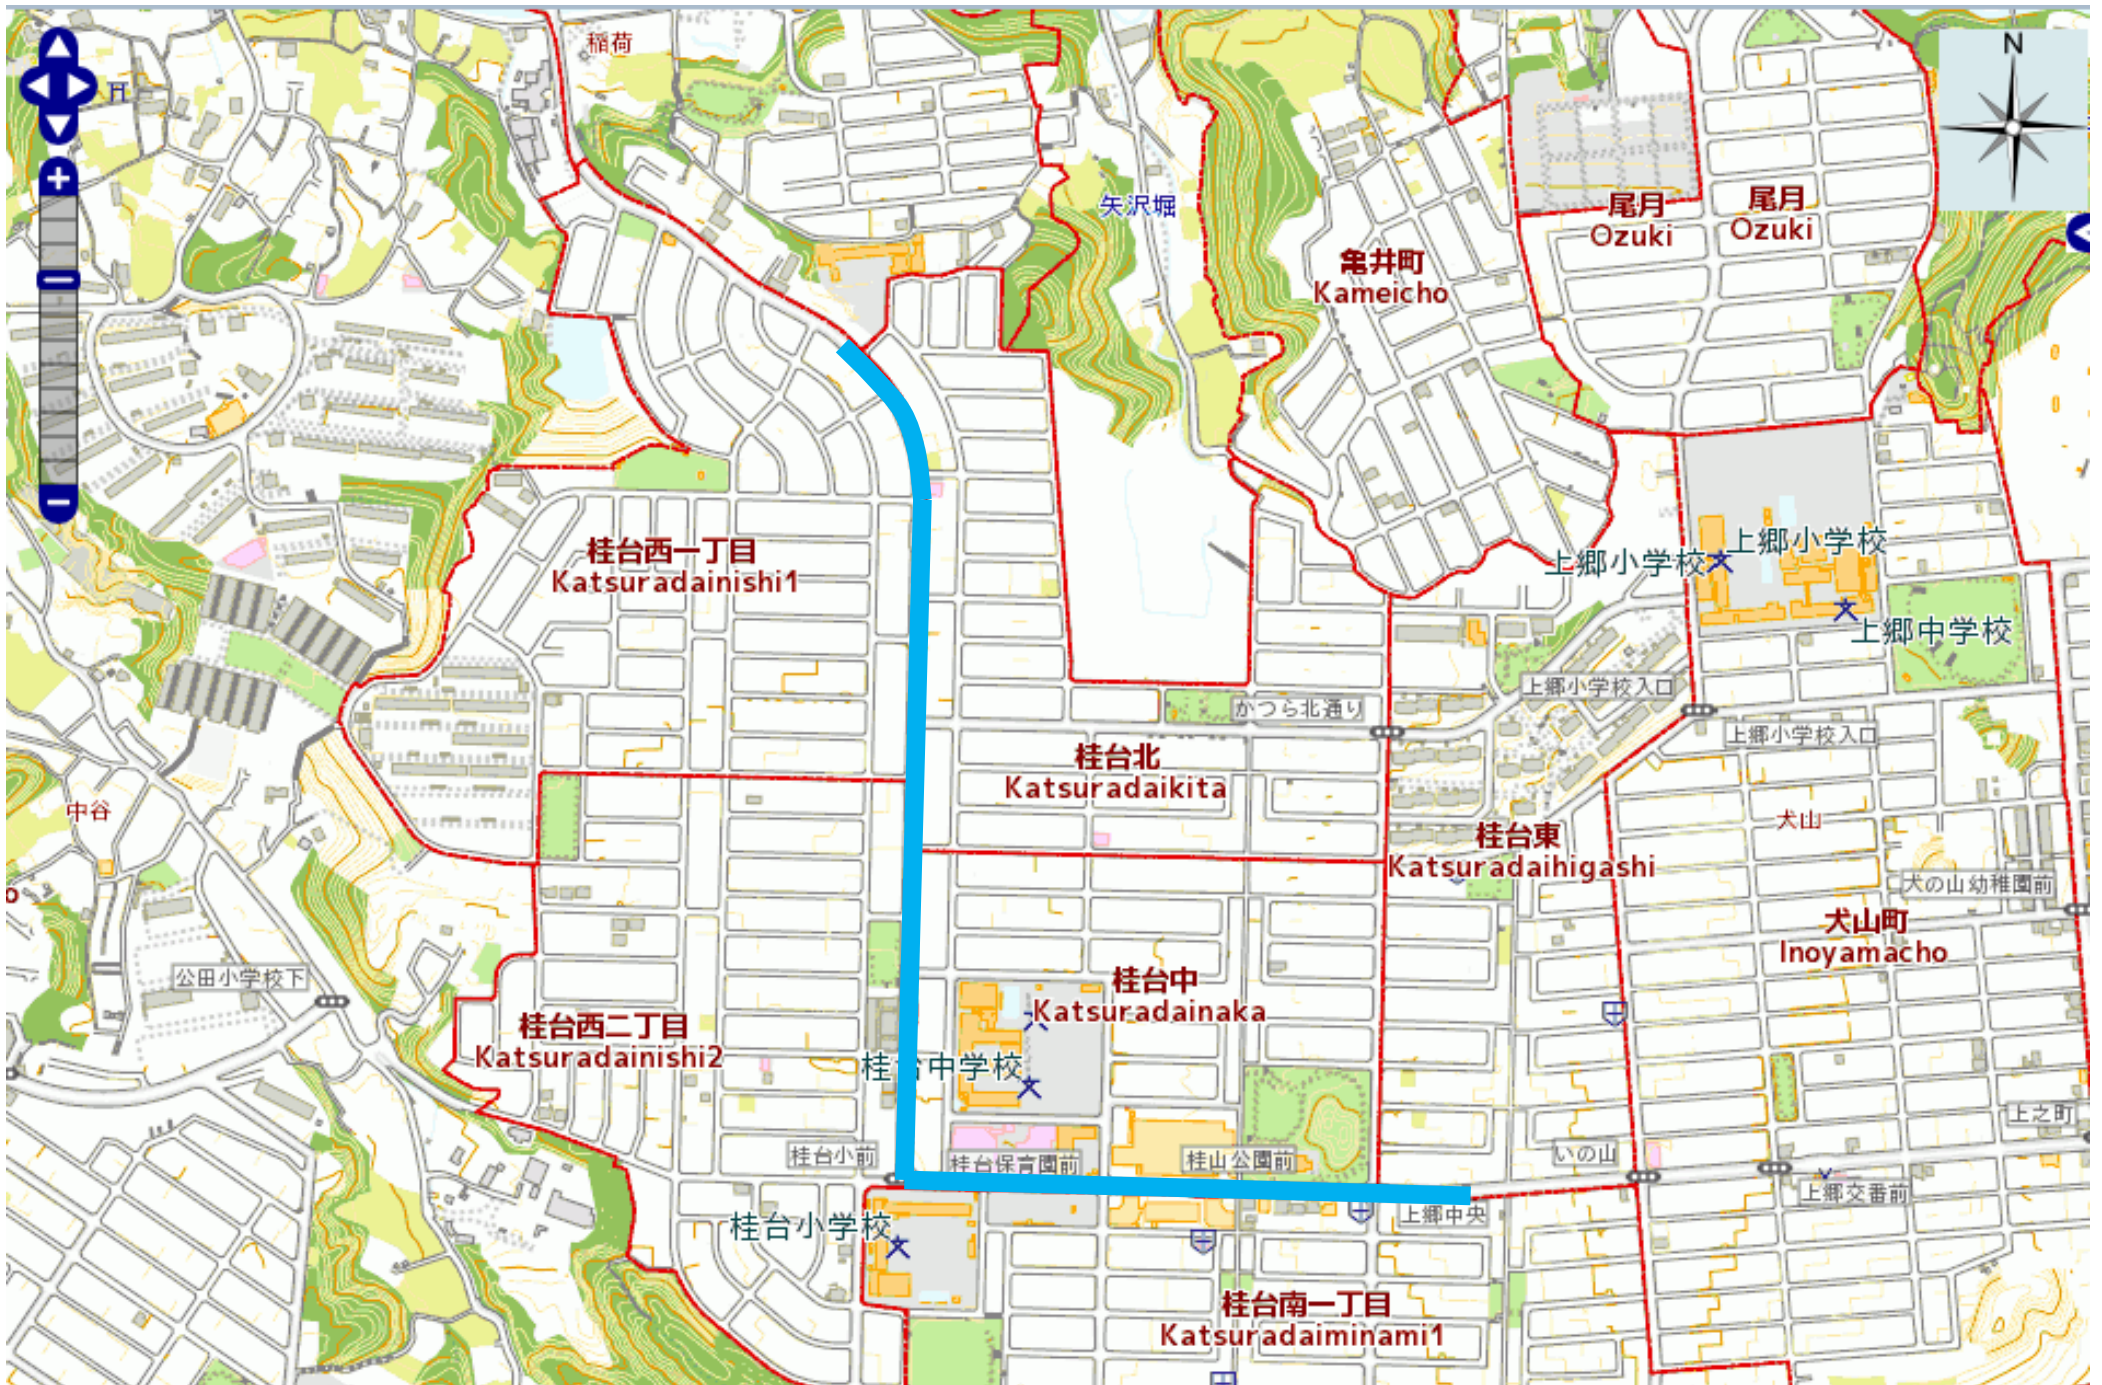 稲荷
N
矢沢堀
尾月
Ozuki
尾月
Ozuki
亀井町
Kameicho
桂台西一丁目
Katsuradainishi1
上郷小学校
上郷小学校
上郷中学校
上郷小学校入口
かつら北通り
上郷小学校入口
桂台北
Katsuradaikita
中谷
犬山
桂台東
Katsuradaihigashi
犬の山幼稚園前
o
犬山町
Inoyamacho
公田小学校下
桂台中
Katsuradainaka
桂台西二丁目
Katsuradainishi2
桂台中学校
上之町
桂台小前
桂台保育園前
桂山公園前
いの山
上郷交番前
上郷中央
桂台小学校
桂台南一丁目
Katsuradaiminami1